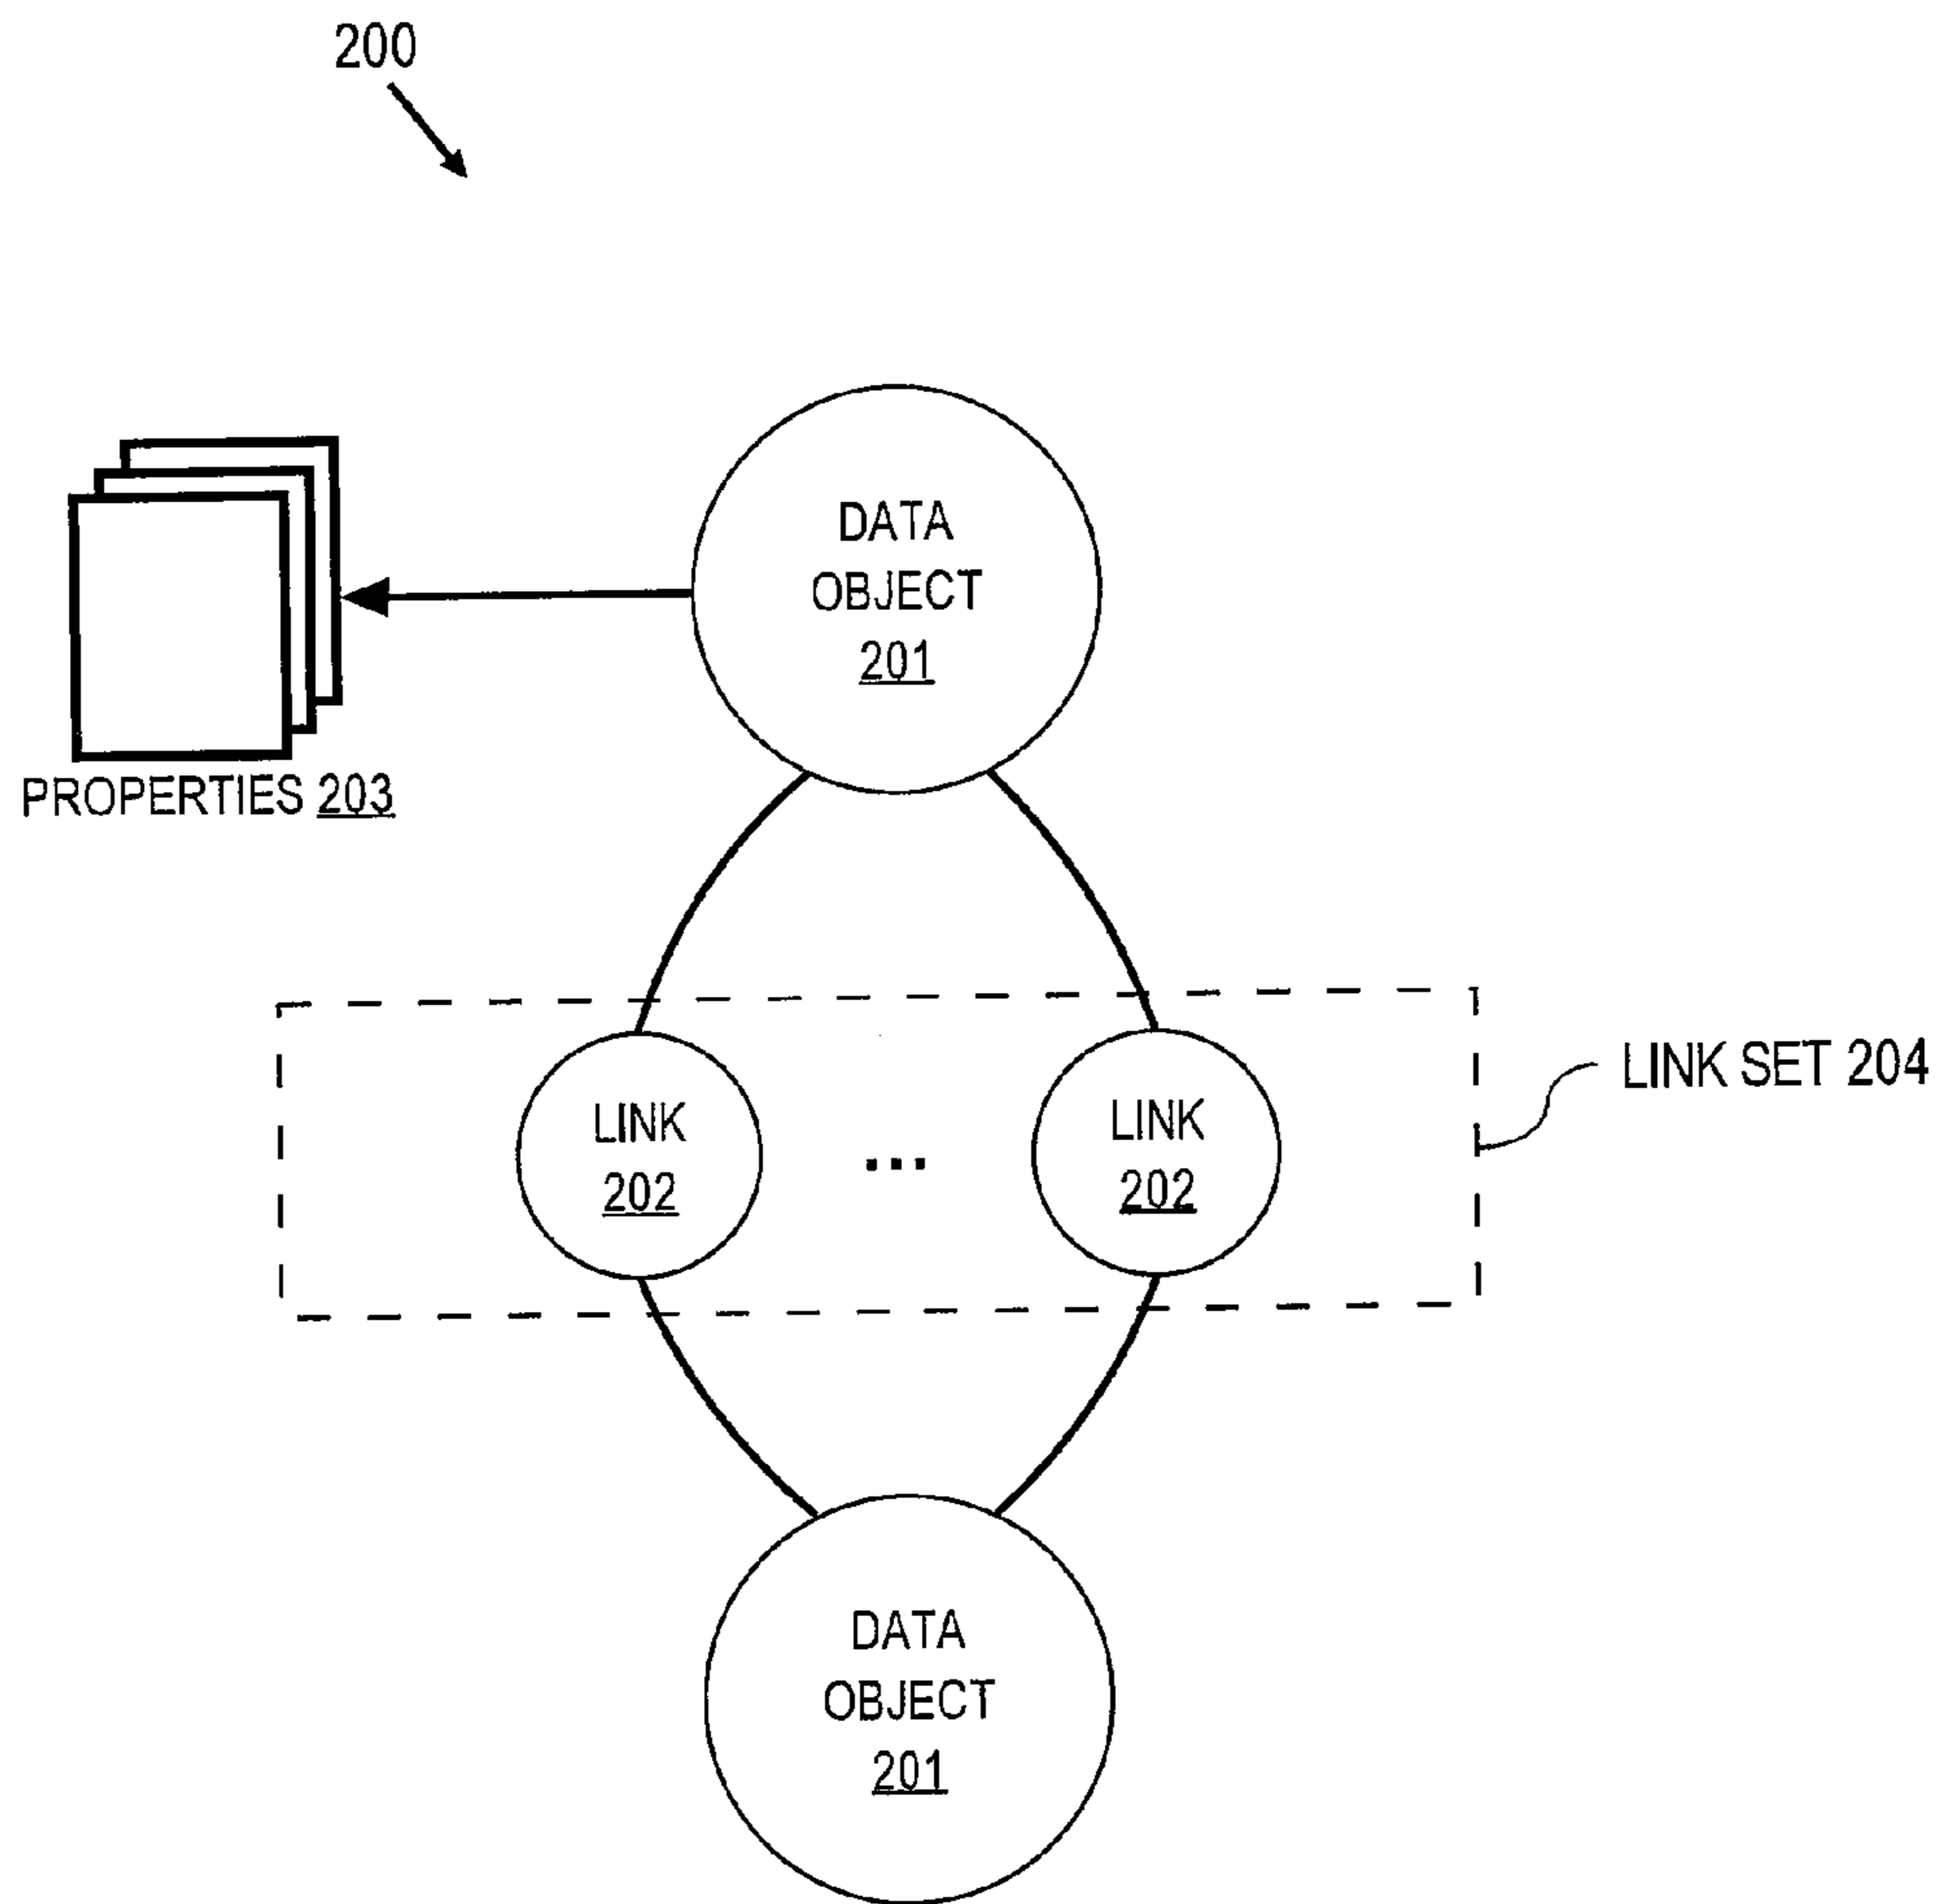 200
DATA
OBJECT
201
PROPERTIES 203
LINK SET 204
LINK
202
...
LINK
202
DATA
OBJECT
201